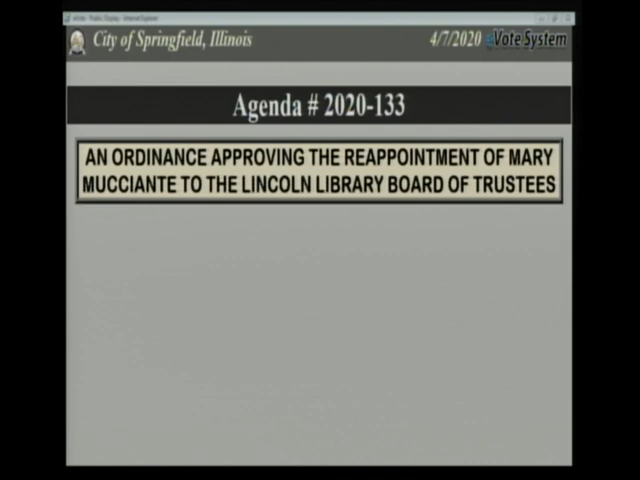 City of Springfield, Illinois
4/7/2020 eVote System
Agenda # 2020-133
AN ORDINANCE APPROVING THE REAPPOINTMENT OF MARY
MUCCIANTE TO THE LINCOLN LIBRARY BOARD OF TRUSTEES